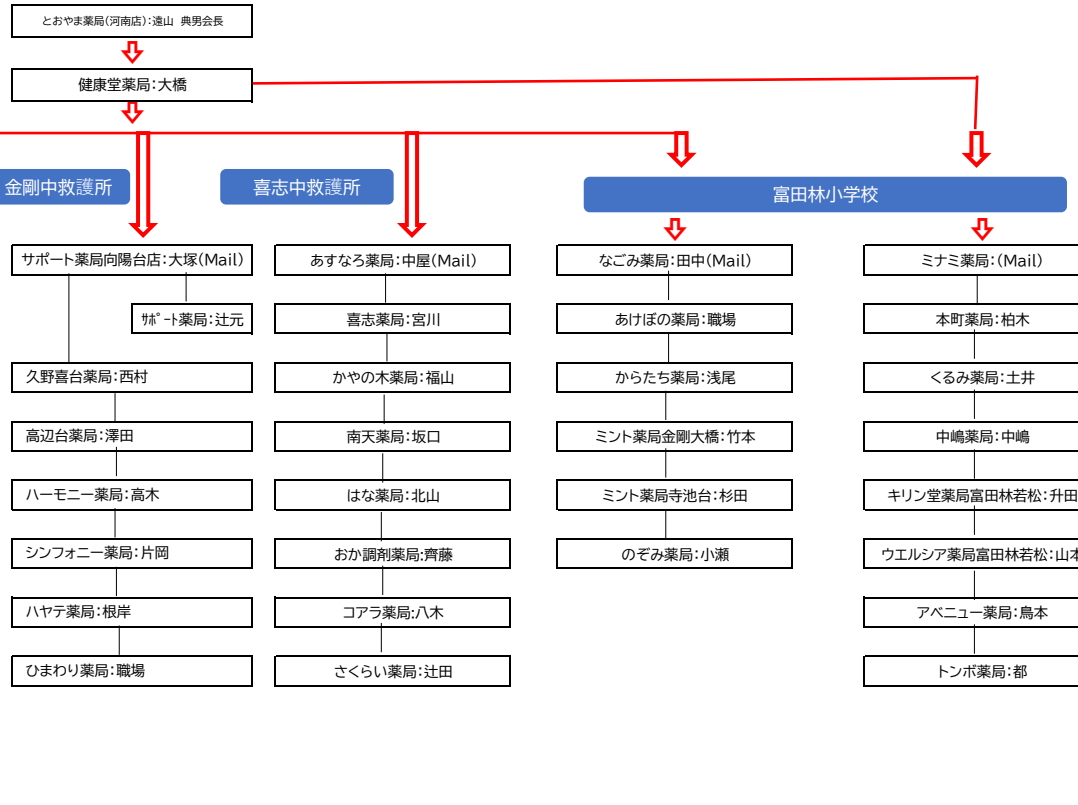 とおやま薬局(河南店):遠山 典男会長
健康堂薬局:大橋
金剛中救護所
喜志中救護所
富田林小学校
サポート薬局向陽台店:大塚(Mail)
あすなろ薬局:中屋(Mail)
なごみ薬局:田中(Mail)
ミナミ薬局:(Mail)
ｻﾎﾟｰﾄ薬局:辻元
喜志薬局:宮川
あけぼの薬局:職場
本町薬局:柏木
久野喜台薬局:西村
かやの木薬局:福山
からたち薬局:浅尾
くるみ薬局:土井
高辺台薬局:澤田
南天薬局:坂口
ミント薬局金剛大橋:竹本
中嶋薬局:中嶋
ハーモニー薬局:高木
はな薬局:北山
ミント薬局寺池台:杉田
キリン堂薬局富田林若松:升田
シンフォニー薬局:片岡
おか調剤薬局:齊藤
のぞみ薬局:小瀬
ウエルシア薬局富田林若松:山本
ハヤテ薬局:根岸
コアラ薬局:八木
アベニュー薬局:鳥本
ひまわり薬局:職場
さくらい薬局:辻田
トンボ薬局:都